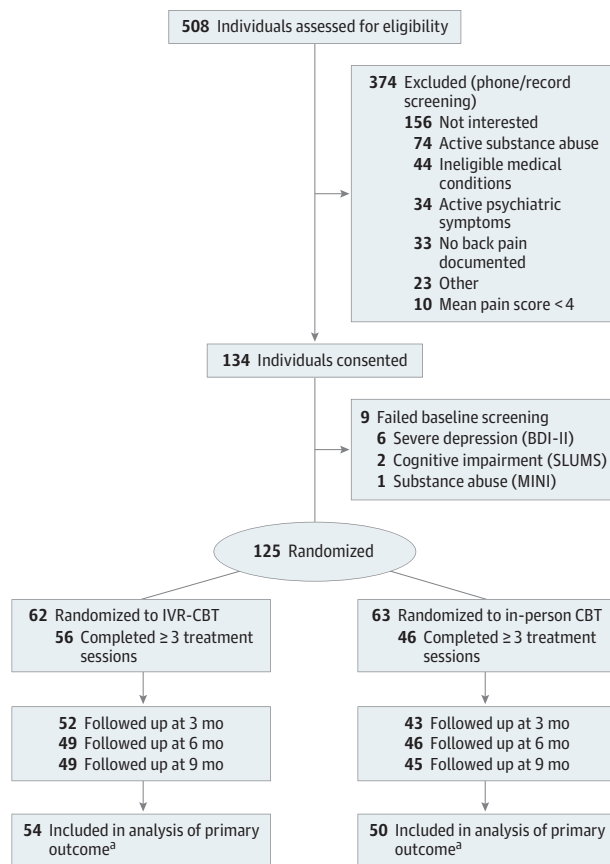 508 Individuals assessed for eligibility
374 Excluded (phone/record
screening)
156 Not interested
74 Active substance abuse
44 Ineligible medical
conditions
34 Active psychiatric
symptoms
33 No back pain
documented
23 Other
10 Mean pain score < 4
134 Individuals consented
9 Failed baseline screening
6 Severe depression (BDI-II)
2 Cognitive impairment (SLUMS)
1 Substance abuse (MINI)
125 Randomized
62 Randomized to IVR-CBT
56 Completed ≥ 3 treatment
sessions
63 Randomized to in-person CBT
46 Completed ≥ 3 treatment
sessions
52 Followed up at 3 mo
49 Followed up at 6 mo
49 Followed up at 9 mo
43 Followed up at 3 mo
46 Followed up at 6 mo
45 Followed up at 9 mo
54 Included in analysis of primary
outcomeᵃ
50 Included in analysis of primary
outcomeᵃ